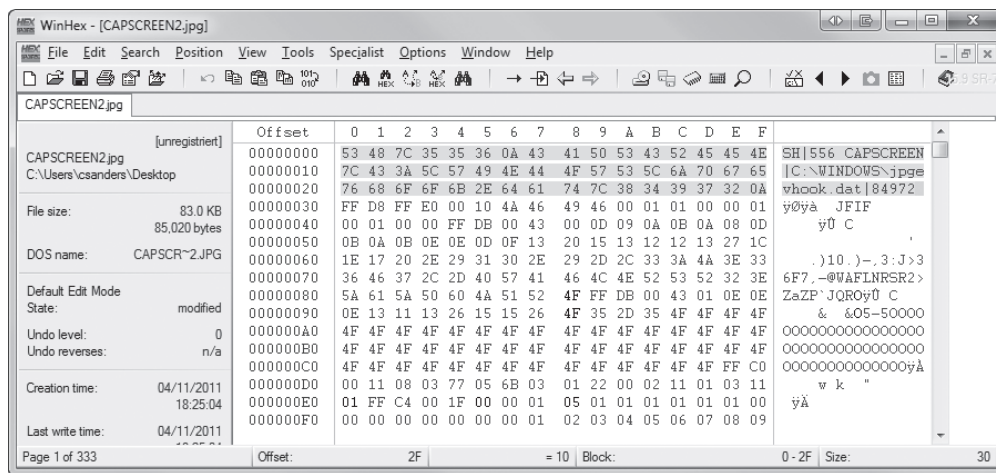 WinHex - [CAPSCREEN2.jpg]
File Edit Search Position View Tools Specialist Options Window Help
CAPSCREEN2.jpg
[unregistriert]
CAPSCREEN2.jpg
C:\Users\csanders\Desktop
File size: 83.0 KB
85,020 bytes
DOS name: CAPSCR~2.JPG
Default Edit Mode
State: modified
Undo level: 0
Undo reverses: n/a
Creation time: 04/11/2011
18:25:04
Last write time: 04/11/2011
Offset 0 1 2 3 4 5 6 7 8 9 A B C D E F
00000000 53 48 7C 35 35 36 0A 43 41 50 53 43 52 45 45 4E SH|556 CAPSCREEN
00000010 7C 43 3A 5C 57 49 4E 44 4F 57 53 5C 6A 70 67 65 |C:\WINDOWS\jpge
00000020 76 68 6F 6F 6B 2E 64 61 74 7C 38 34 39 37 32 0A vhook.dat|84972
00000030 FF D8 FF E0 00 10 4A 46 49 46 00 01 01 00 00 01 ÿØÿà JFIF
00000040 00 01 00 00 FF DB 00 43 00 0D 09 0A 0B 0A 08 0D ÿÛ C
00000050 0B 0A 0B 0E 0E 0D 0F 13 20 15 13 12 12 13 27 1C '
00000060 1E 17 20 2E 29 31 30 2E 29 2D 2C 33 3A 4A 3E 33 .)10.)-,3:J>3
00000070 36 46 37 2C 2D 40 57 41 46 4C 4E 52 53 52 32 3E 6F7,-@WAFLNRSR2>
00000080 5A 61 5A 50 60 4A 51 52 4F FF DB 00 43 01 0E 0E ZaZP`JQROÿÛ C
00000090 0E 13 11 13 26 15 15 26 4F 35 2D 35 4F 4F 4F 4F & &O5-5OOOO
000000A0 4F 4F 4F 4F 4F 4F 4F 4F 4F 4F 4F 4F 4F 4F 4F 4F OOOOOOOOOOOOOOOO
000000B0 4F 4F 4F 4F 4F 4F 4F 4F 4F 4F 4F 4F 4F 4F 4F 4F OOOOOOOOOOOOOOOO
000000C0 4F 4F 4F 4F 4F 4F 4F 4F 4F 4F 4F 4F 4F 4F FF C0 OOOOOOOOOOOOOOÿÀ
000000D0 00 11 08 03 77 05 6B 03 01 22 00 02 11 01 03 11 w k "
000000E0 01 FF C4 00 1F 00 00 01 05 01 01 01 01 01 01 00 ÿÄ
000000F0 00 00 00 00 00 00 00 01 02 03 04 05 06 07 08 09
Page 1 of 333 Offset: 2F = 10 Block: 0 - 2F Size: 30